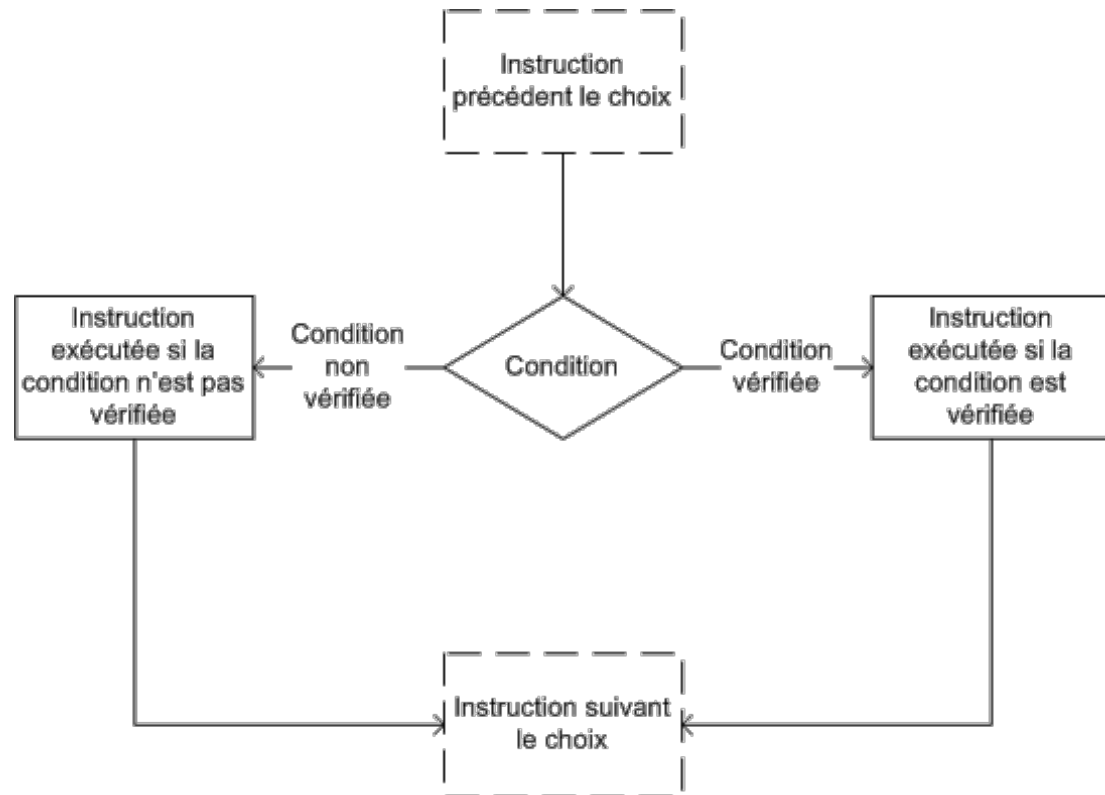 Instruction
précédent le choix
Instruction
exécutée si la
condition n'est pas
vérifiée
Condition
non
vérifiée
Condition
Condition
vérifiée
Instruction
exécutée si la
condition est
vérifiée
Instruction suivant
le choix